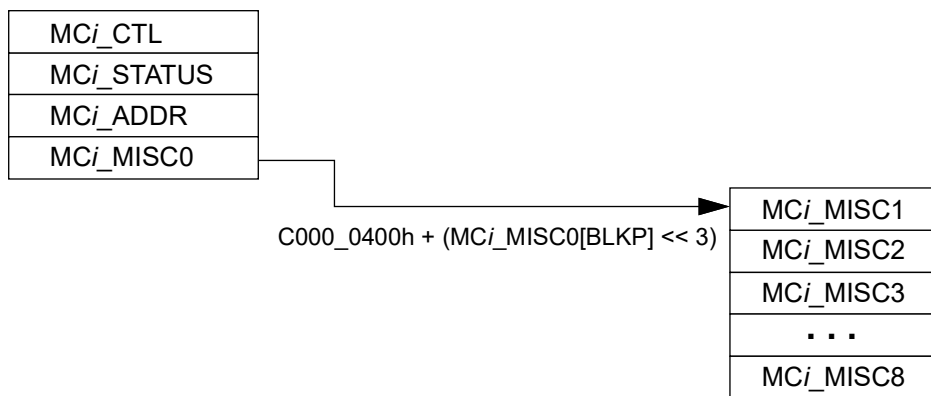 MCi_CTL
MCi_STATUS
MCi_ADDR
MCi_MISC0
C000_0400h + (MCi_MISC0[BLKP] << 3)
MCi_MISC1
MCi_MISC2
MCi_MISC3
. . .
MCi_MISC8